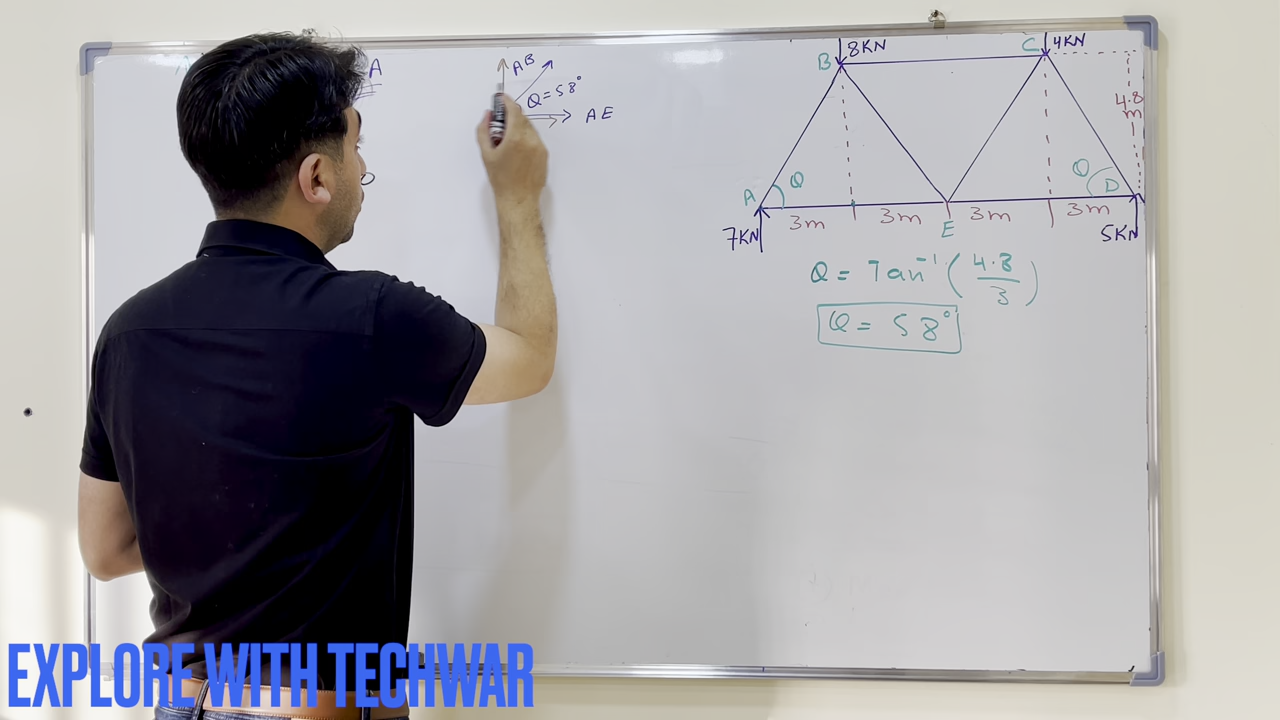 A
AB
Q = 58°
AE
8KN
4KN
B
C
4.8
m
A
Q
Q
D
3m
3m
3m
3m
E
7KN
5KN
Q = Tan⁻¹ (4.8/3)
Q = 58°
EXPLORE WITH TECHWAR